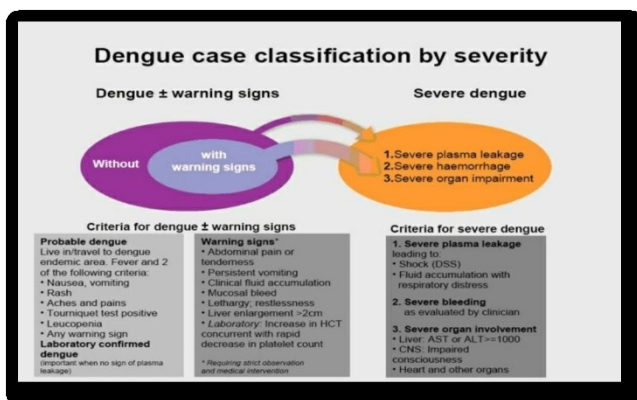 Dengue case classification by severity
Dengue ± warning signs
Severe dengue
Without
with
warning signs
1.Severe plasma leakage
2.Severe haemorrhage
3.Severe organ impairment
Criteria for dengue ± warning signs
Probable dengue
Live in/travel to dengue
endemic area. Fever and 2
of the following criteria:
• Nausea, vomiting
• Rash
• Aches and pains
• Tourniquet test positive
• Leucopenia
• Any warning sign
Laboratory confirmed
dengue
(important when no sign of plasma
leakage)
Warning signs*
• Abdominal pain or
tenderness
• Persistent vomiting
• Clinical fluid accumulation
• Mucosal bleed
• Lethargy, restlessness
• Liver enlargement >2cm
• Laboratory: Increase in HCT
concurrent with rapid
decrease in platelet count
* Requiring strict observation
and medical intervention
Criteria for severe dengue
1. Severe plasma leakage
leading to:
• Shock (DSS)
• Fluid accumulation with
respiratory distress
2. Severe bleeding
as evaluated by clinician
3. Severe organ involvement
• Liver: AST or ALT>=1000
• CNS: Impaired
consciousness
• Heart and other organs